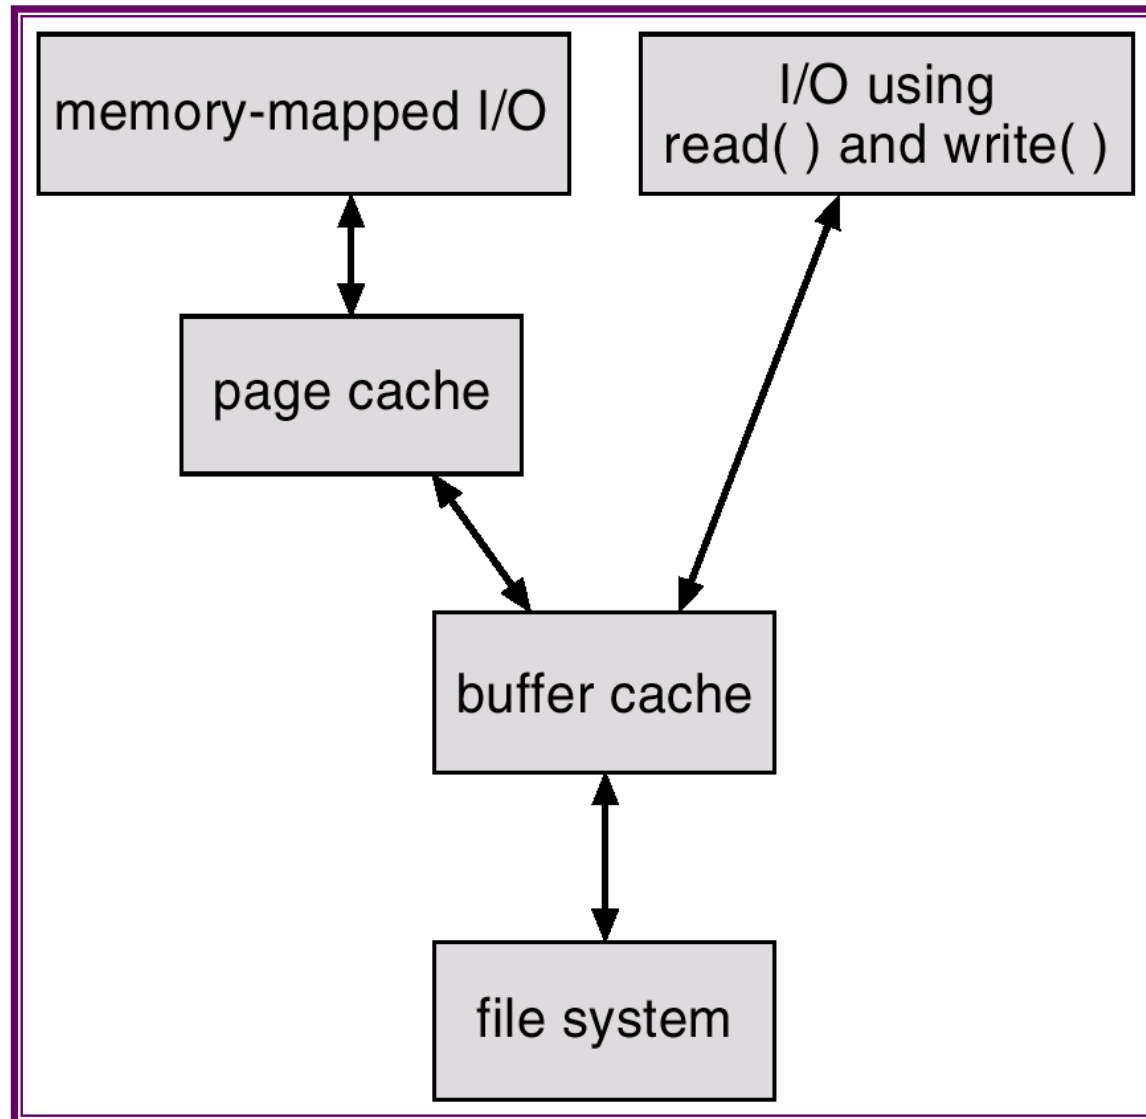 memory-mapped I/O
I/O using
read( ) and write( )
page cache
buffer cache
file system